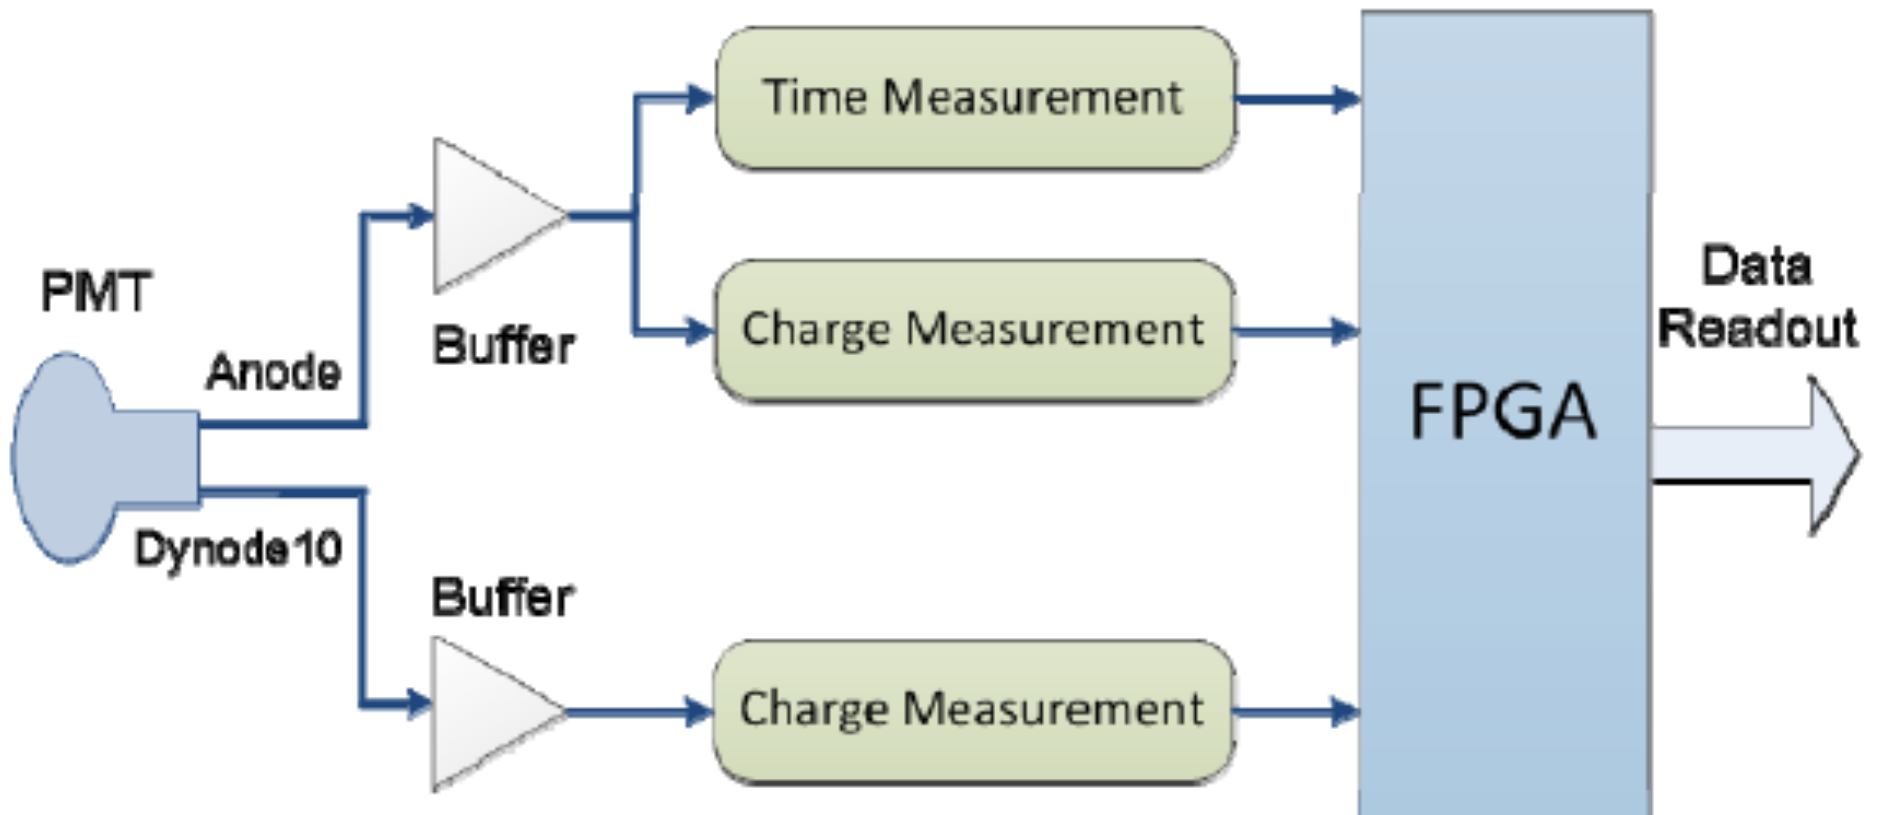 Time Measurement
PMT
Anode
Buffer
Charge Measurement
FPGA
Data
Readout
Dynode10
Buffer
Charge Measurement